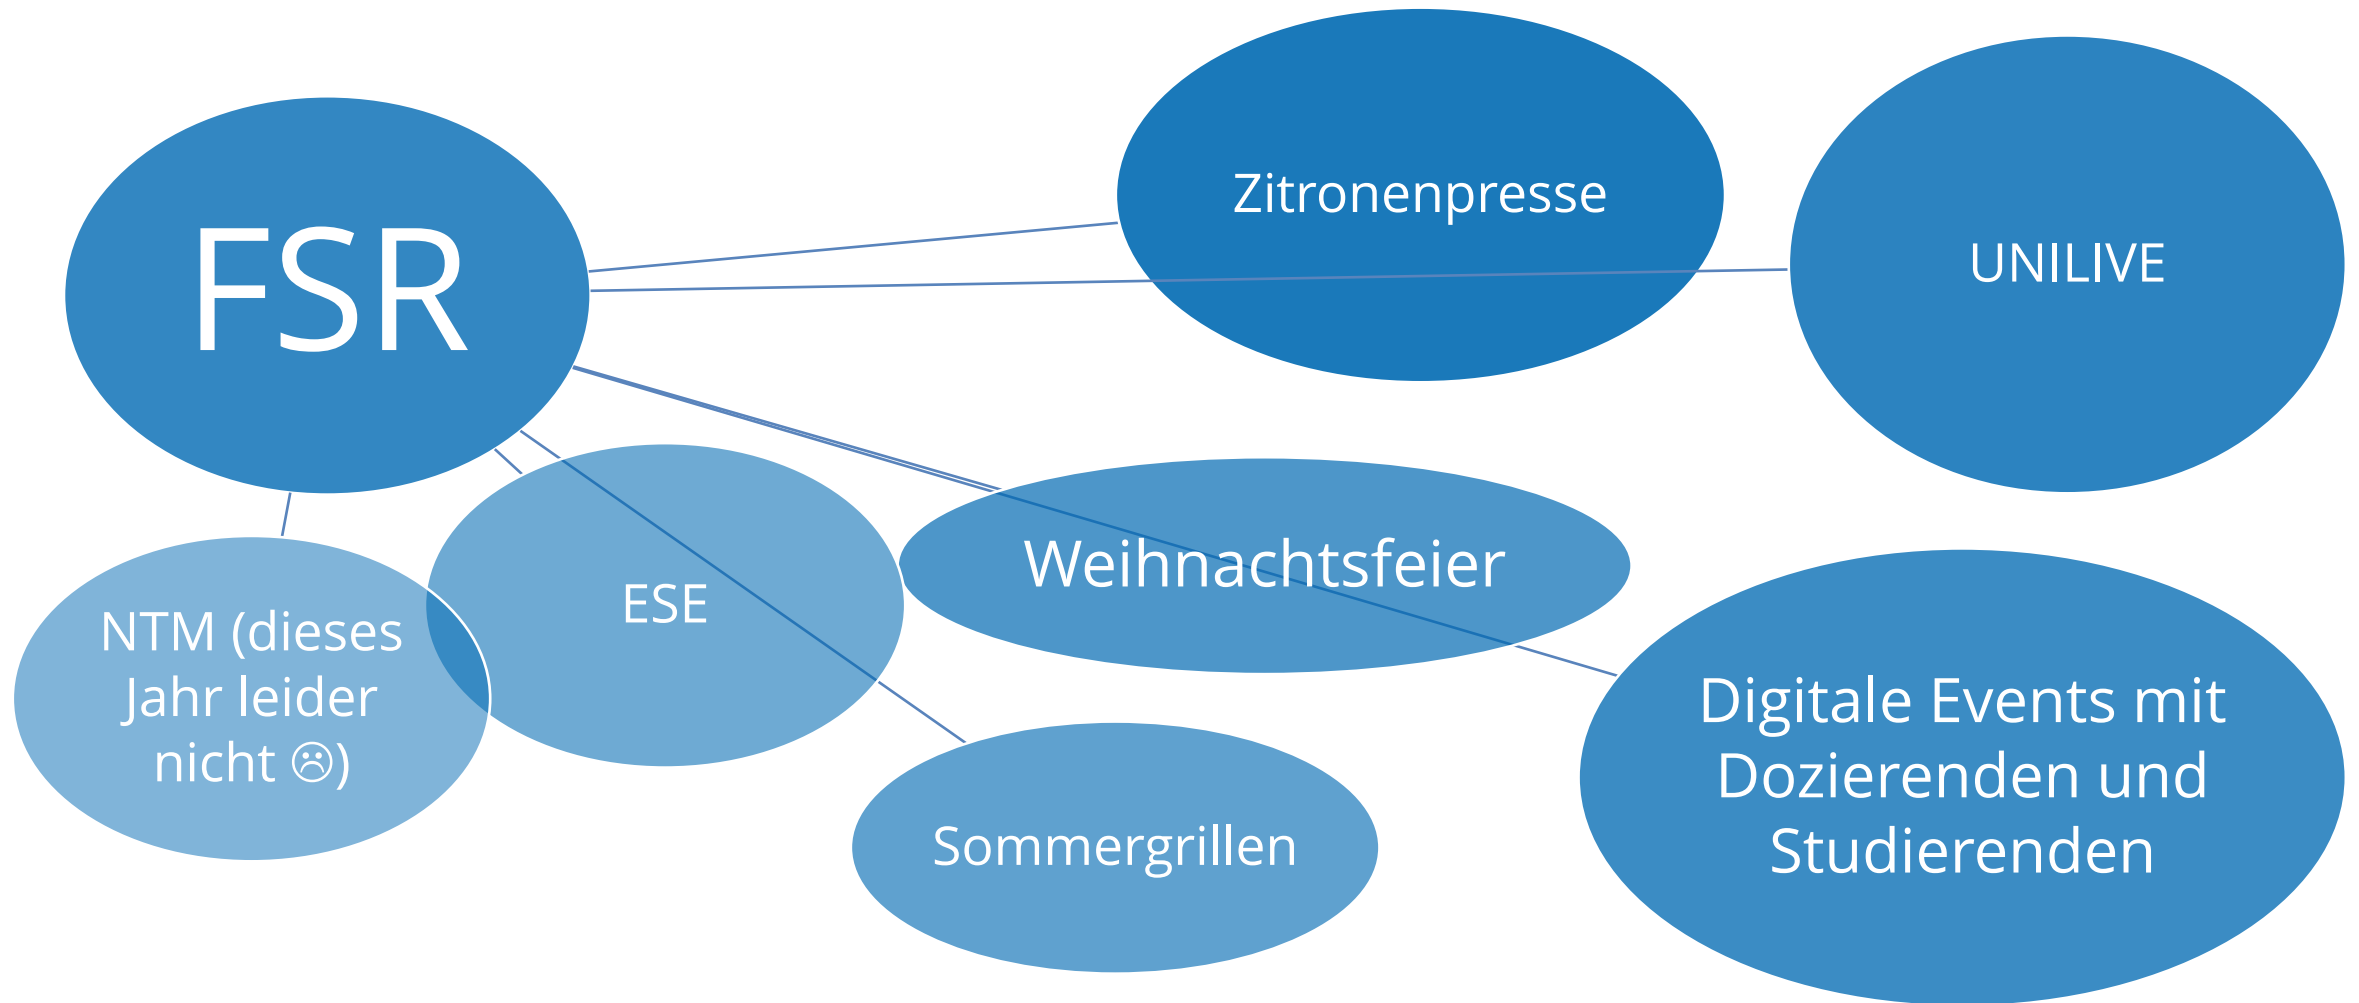 FSR
Zitronenpresse
UNILIVE
Weihnachtsfeier
ESE
NTM (dieses
Jahr leider
nicht ☹)
Sommergrillen
Digitale Events mit
Dozierenden und
Studierenden